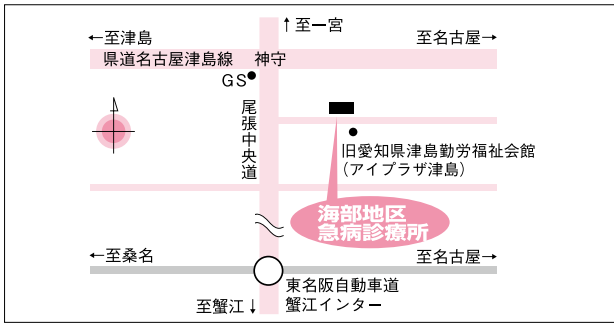 ↑至一宮
←至津島
至名古屋→
県道名古屋津島線 神守
GS
尾張中央道
旧愛知県津島勤労福祉会館
(アイプラザ津島)
海部地区
急病診療所
←至桑名
至名古屋→
東名阪自動車道
蟹江インター
至蟹江↓